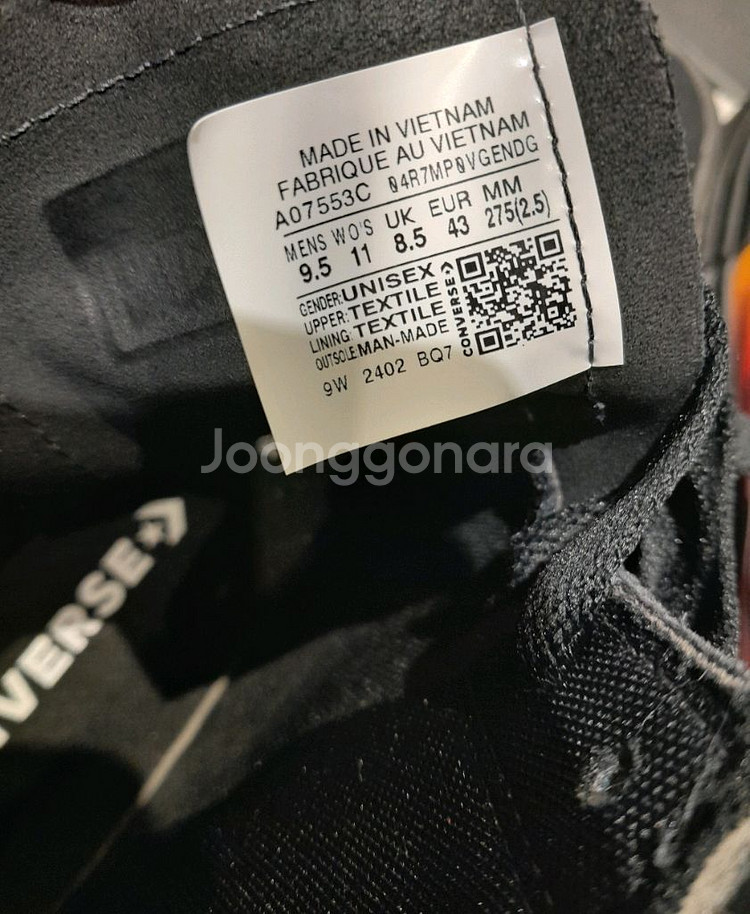 MADE IN VIETNAM
FABRIQUE AU VIETNAM
A07553C 04R7MP0VGENDG
MENS WO'S UK EUR MM
9.5 11 8.5 43 275(2.5)
GENDER:UNISEX
UPPER:TEXTILE
LINING:TEXTILE
OUTSOLE:MAN-MADE
CONVERSE
9W 2402 BQ7
Joonggonara
VERSE